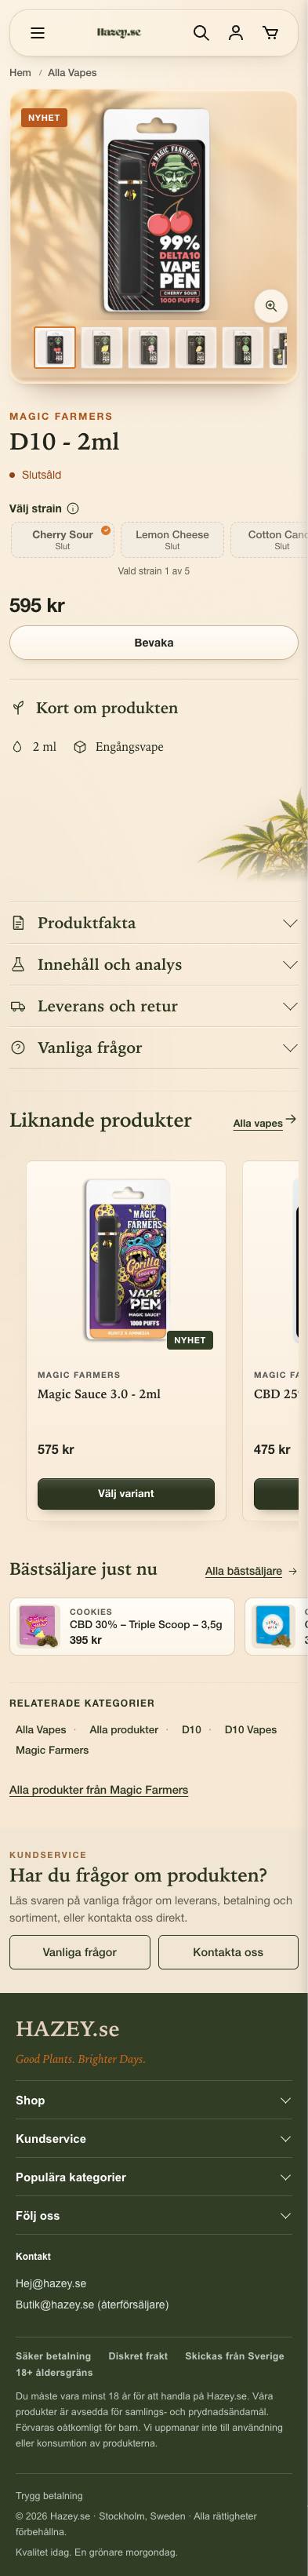 Hazey.se
Hem / Alla Vapes
NYHET
MAGIC FARMERS
99%
DELTA10
VAPE
PEN
CHERRY SOUR
1000 PUFFS
MAGIC FARMERS
D10 - 2ml
Slutsåld
Välj strain
Cherry Sour
Slut
Lemon Cheese
Slut
Cotton Canc
Slut
Vald strain 1 av 5
595 kr
Bevaka
Kort om produkten
2 ml
Engångsvape
Produktfakta
Innehåll och analys
Leverans och retur
Vanliga frågor
Liknande produkter
Alla vapes
MAGIC
FARMERS
Gorilla
VAPE
PEN
MAGIC SAUCE
1000 PUFFS
NYHET
MAGIC FARMERS
Magic Sauce 3.0 - 2ml
575 kr
Välj variant
MAGIC FA
CBD 25
475 kr
Bästsäljare just nu
Alla bästsäljare
COOKIES
CBD 30% – Triple Scoop – 3,5g
395 kr
RELATERADE KATEGORIER
Alla Vapes · Alla produkter · D10 · D10 Vapes
Magic Farmers
Alla produkter från Magic Farmers
KUNDSERVICE
Har du frågor om produkten?
Läs svaren på vanliga frågor om leverans, betalning och
sortiment, eller kontakta oss direkt.
Vanliga frågor
Kontakta oss
HAZEY.se
Good Plants. Brighter Days.
Shop
Kundservice
Populära kategorier
Följ oss
Kontakt
Hej@hazey.se
Butik@hazey.se (återförsäljare)
Säker betalning Diskret frakt Skickas från Sverige
18+ åldersgräns
Du måste vara minst 18 år för att handla på Hazey.se. Våra
produkter är avsedda för samlings- och prydnadsändamål.
Förvaras oåtkomligt för barn. Vi uppmanar inte till användning
eller konsumtion av produkterna.
Trygg betalning
© 2026 Hazey.se · Stockholm, Sweden · Alla rättigheter
förbehållna.
Kvalitet idag. En grönare morgondag.